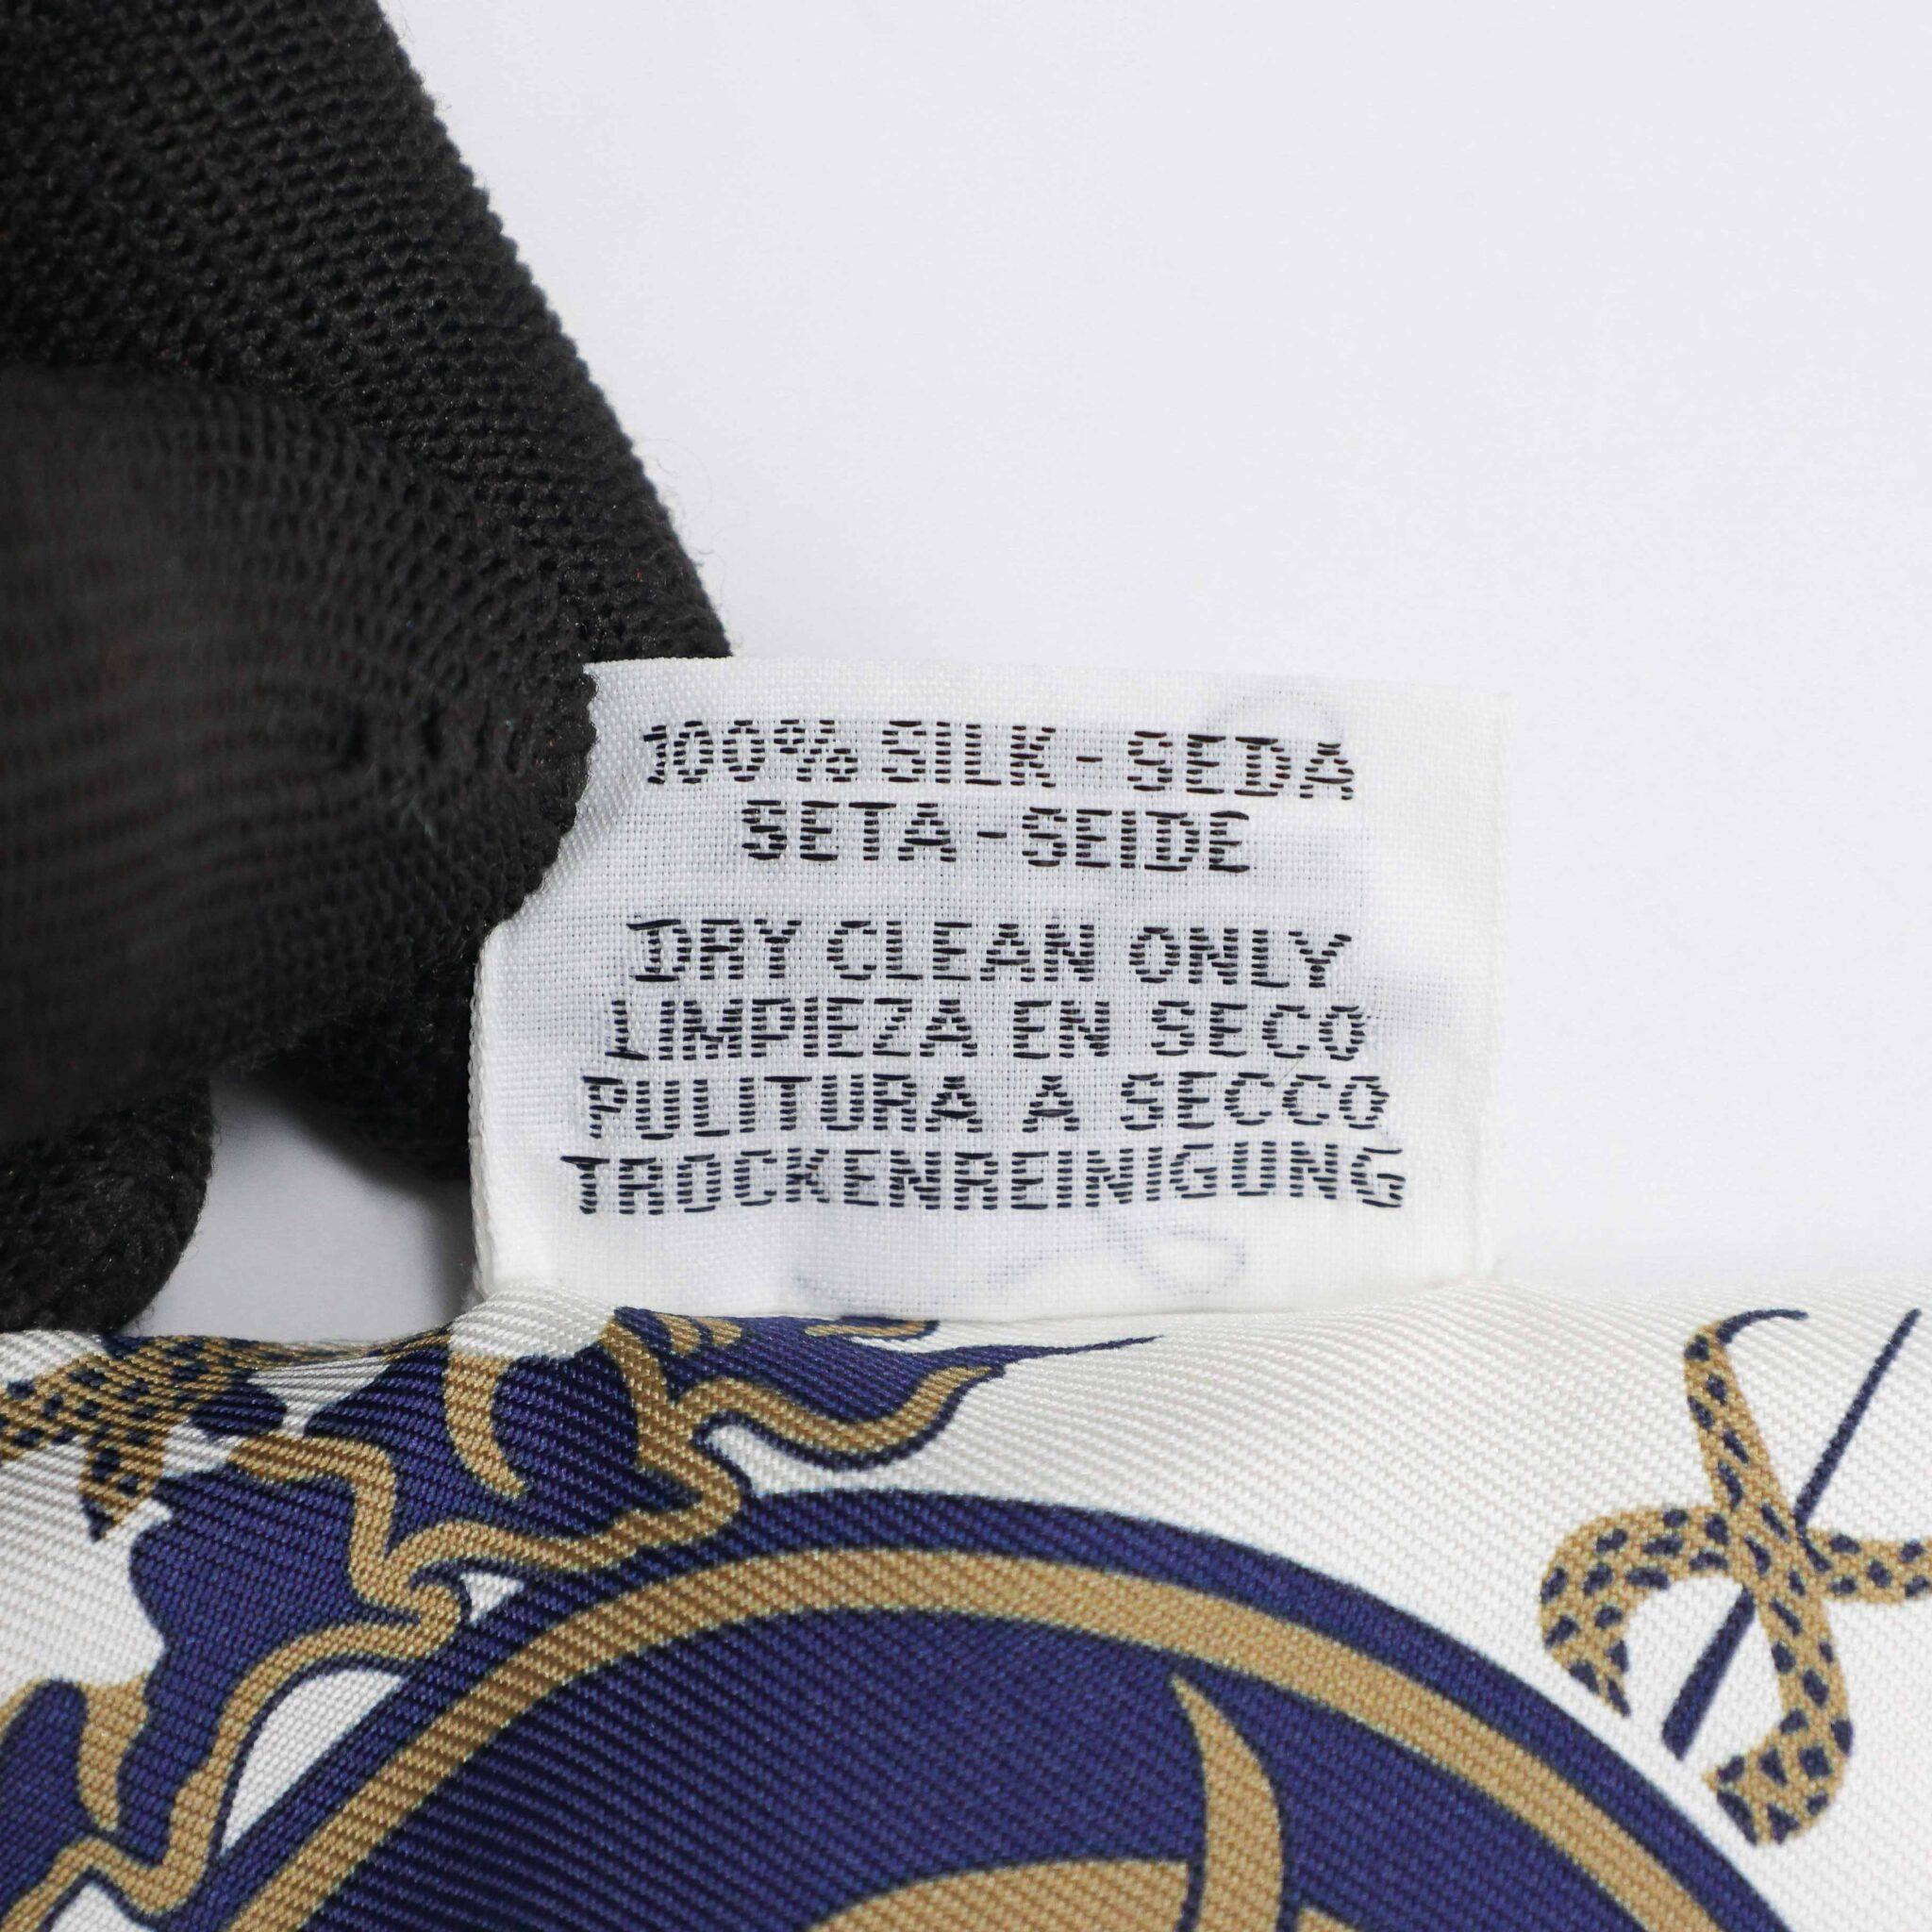 100% SILK - SEDA
SETA - SEIDE
DRY CLEAN ONLY
LIMPIEZA EN SECO
PULITURA A SECCO
TROCKENREINIGUNG